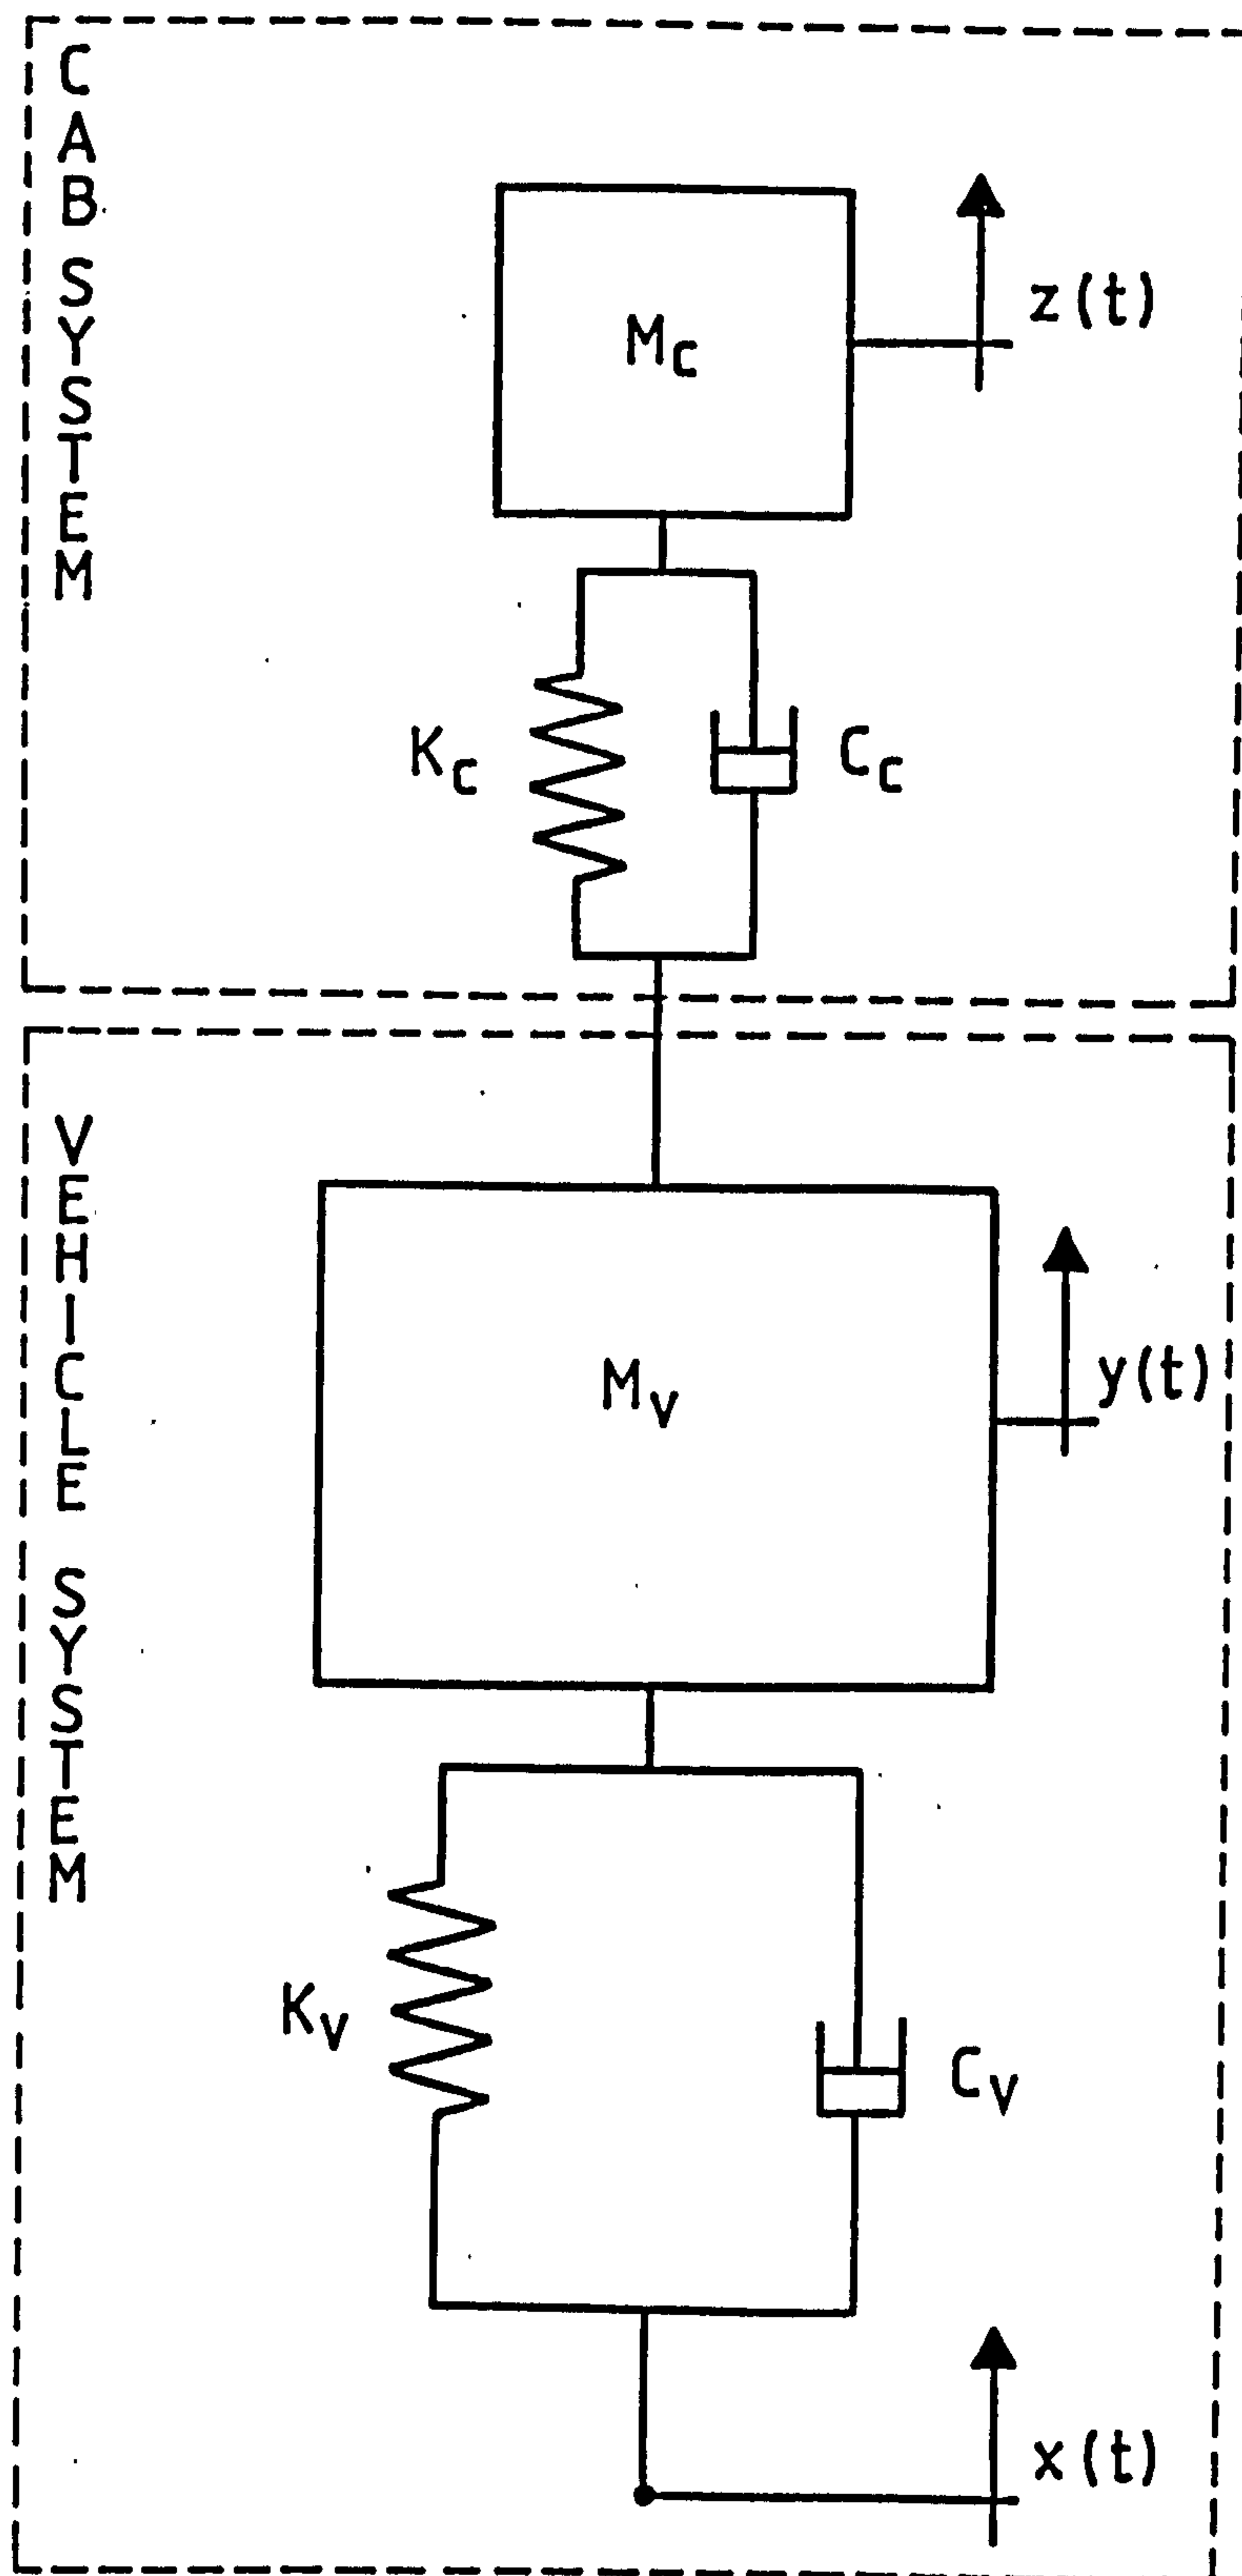 CAB SYSTEM
z(t)
Mc
Kc
Cc
VEHICLE SYSTEM
y(t)
Mv
Kv
Cv
x(t)